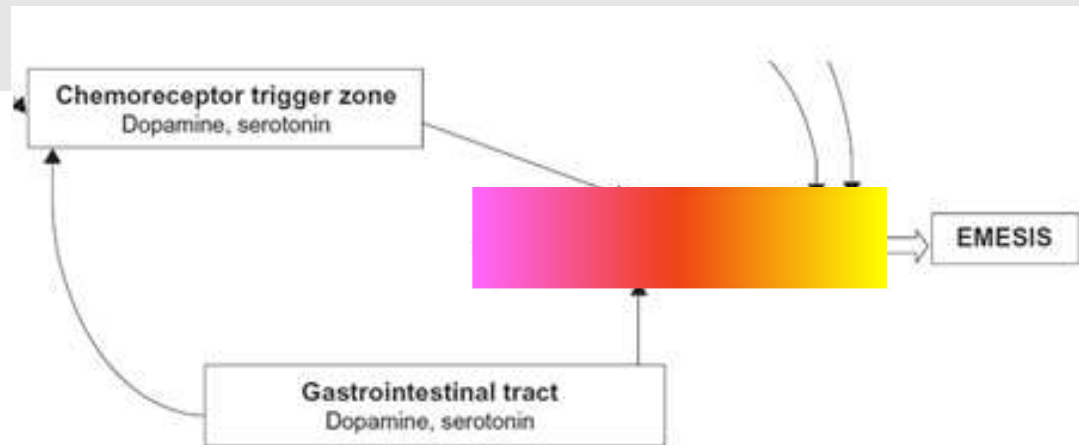 Chemoreceptor trigger zone
Dopamine, serotonin
EMESIS
Gastrointestinal tract
Dopamine, serotonin